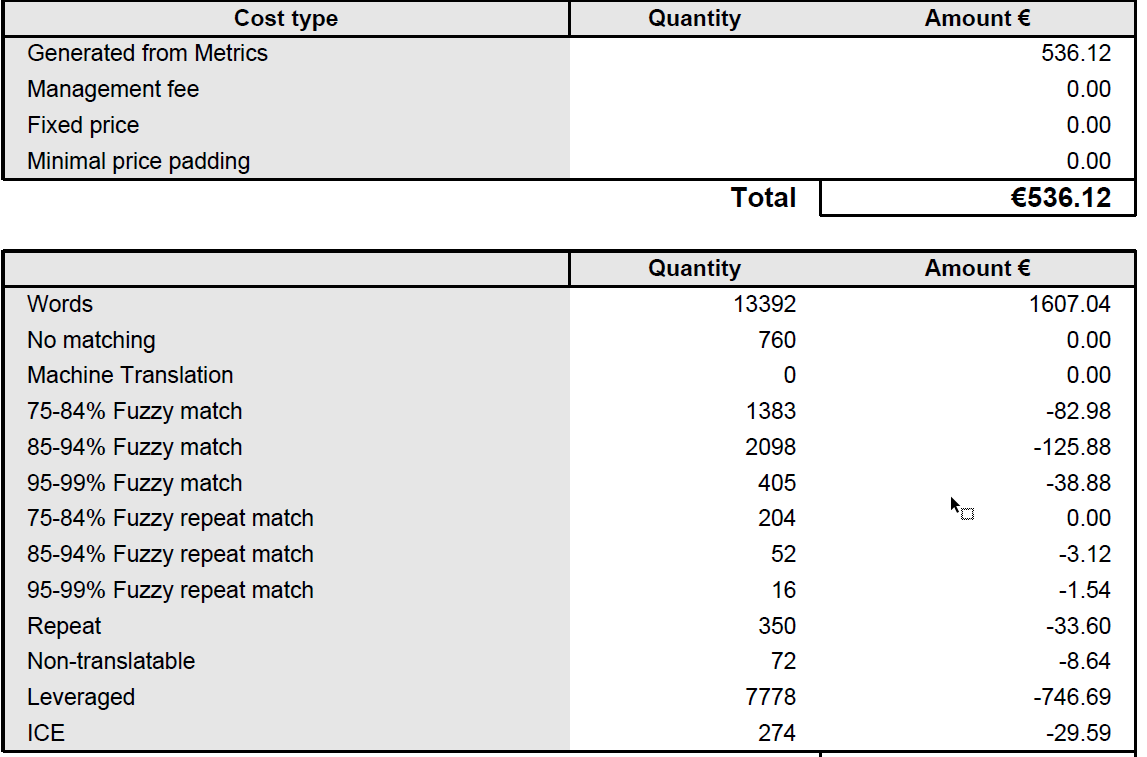 Cost type Quantity Amount €
Generated from Metrics 536.12
Management fee 0.00
Fixed price 0.00
Minimal price padding 0.00
Total €536.12
Quantity Amount €
Words 13392 1607.04
No matching 760 0.00
Machine Translation 0 0.00
75-84% Fuzzy match 1383 -82.98
85-94% Fuzzy match 2098 -125.88
95-99% Fuzzy match 405 -38.88
75-84% Fuzzy repeat match 204 0.00
85-94% Fuzzy repeat match 52 -3.12
95-99% Fuzzy repeat match 16 -1.54
Repeat 350 -33.60
Non-translatable 72 -8.64
Leveraged 7778 -746.69
ICE 274 -29.59